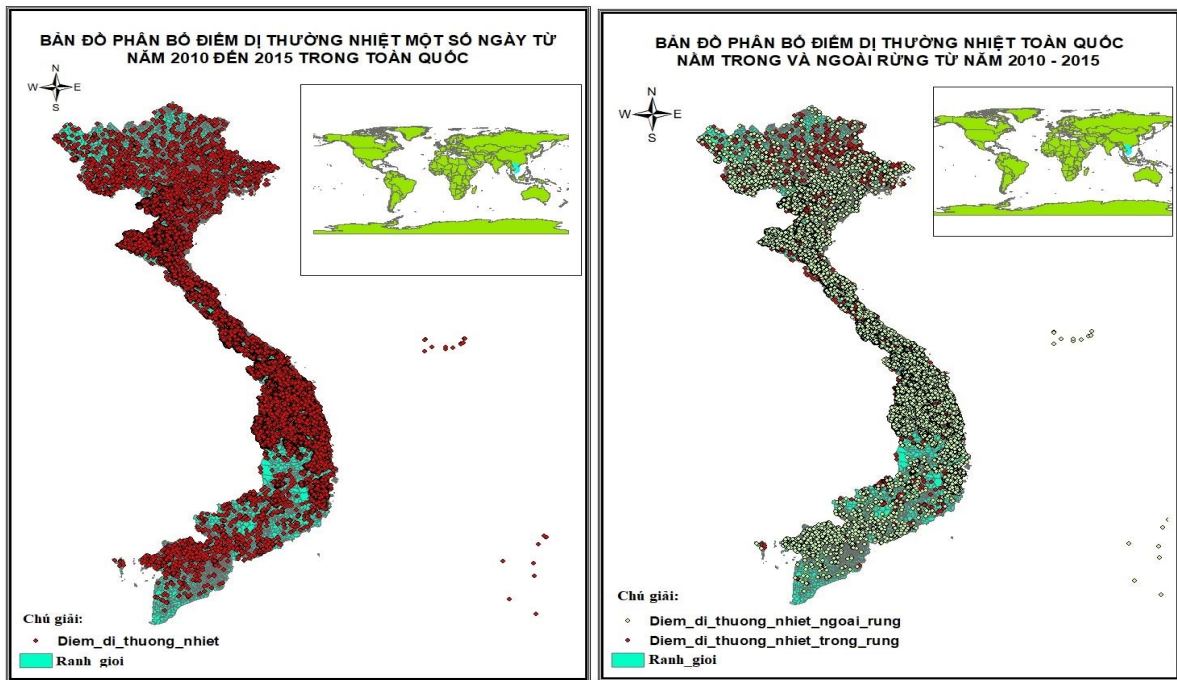 BẢN ĐỒ PHÂN BỐ ĐIỂM DỊ THƯỜNG NHIỆT MỘT SỐ NGÀY TỪ
NĂM 2010 ĐẾN 2015 TRONG TOÀN QUỐC
N
W E
S
Chú giải:
Diem_di_thuong_nhiet
Ranh_gioi
BẢN ĐỒ PHÂN BỐ ĐIỂM DỊ THƯỜNG NHIỆT TOÀN QUỐC
NẰM TRONG VÀ NGOÀI RỪNG TỪ NĂM 2010 - 2015
N
W E
S
Chú giải:
Diem_di_thuong_nhiet_ngoai_rung
Diem_di_thuong_nhiet_trong_rung
Ranh_gioi